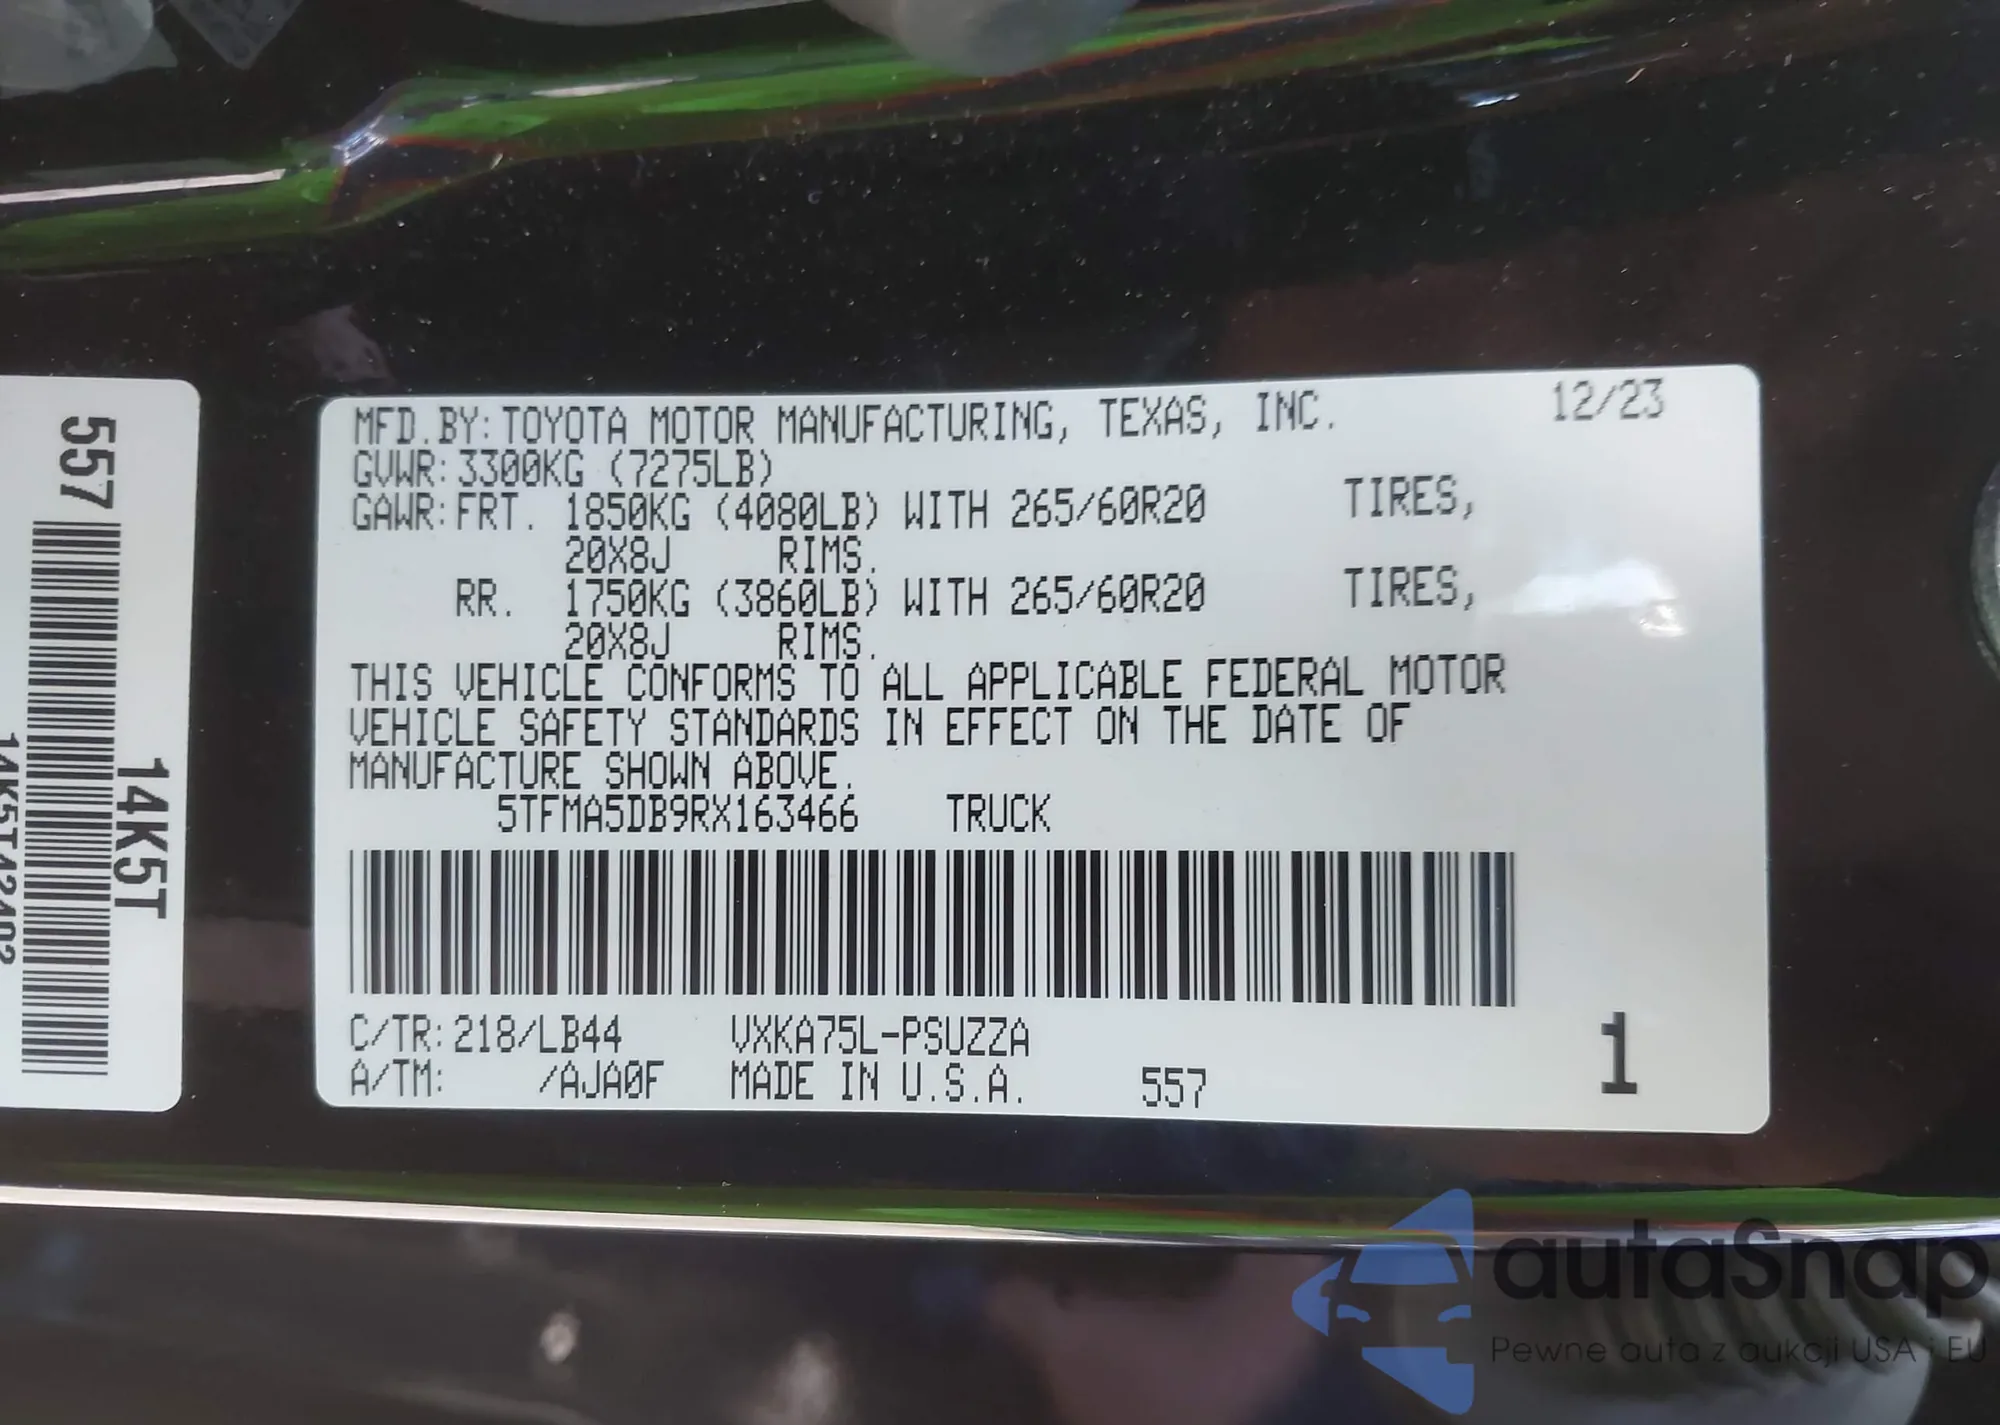 557
14K5T
MFD.BY: TOYOTA MOTOR MANUFACTURING, TEXAS, INC. 12/23
GVWR: 3300KG (7275LB)
GAWR: FRT. 1850KG (4080LB) WITH 265/60R20 TIRES,
20X8J RIMS.
RR. 1750KG (3860LB) WITH 265/60R20 TIRES,
20X8J RIMS.
THIS VEHICLE CONFORMS TO ALL APPLICABLE FEDERAL MOTOR
VEHICLE SAFETY STANDARDS IN EFFECT ON THE DATE OF
MANUFACTURE SHOWN ABOVE.
5TFMA5DB9RX163466 TRUCK
C/TR: 218/LB44 VXKA75L-PSUZZA
A/TM: /AJA0F MADE IN U.S.A. 557
1
autaSnap
Pewne auta z aukcji USA i EU